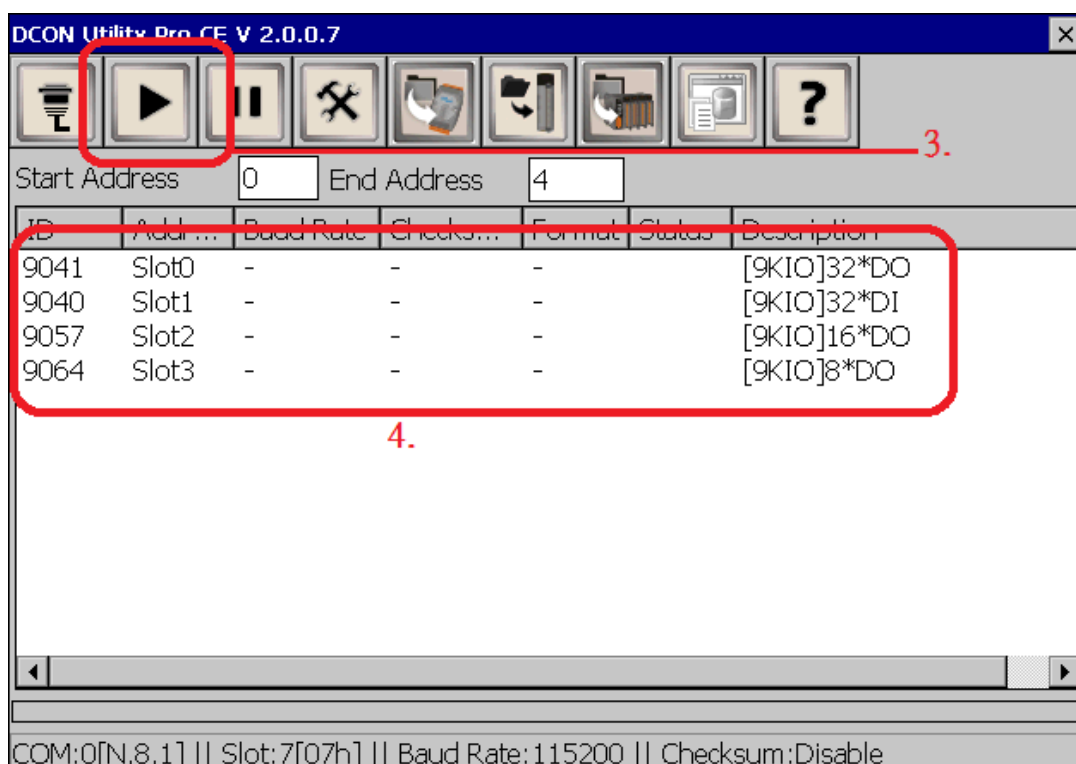 DCON Utility Pro CE V 2.0.0.7
?
3.
Start Address 0 End Address 4
ID Addr... Baud Rate Checks... Format Status Description
9041 Slot0 - - - [9KIO]32*DO
9040 Slot1 - - - [9KIO]32*DI
9057 Slot2 - - - [9KIO]16*DO
9064 Slot3 - - - [9KIO]8*DO
4.
COM:0[N,8,1] || Slot:7[07h] || Baud Rate:115200 || Checksum:Disable